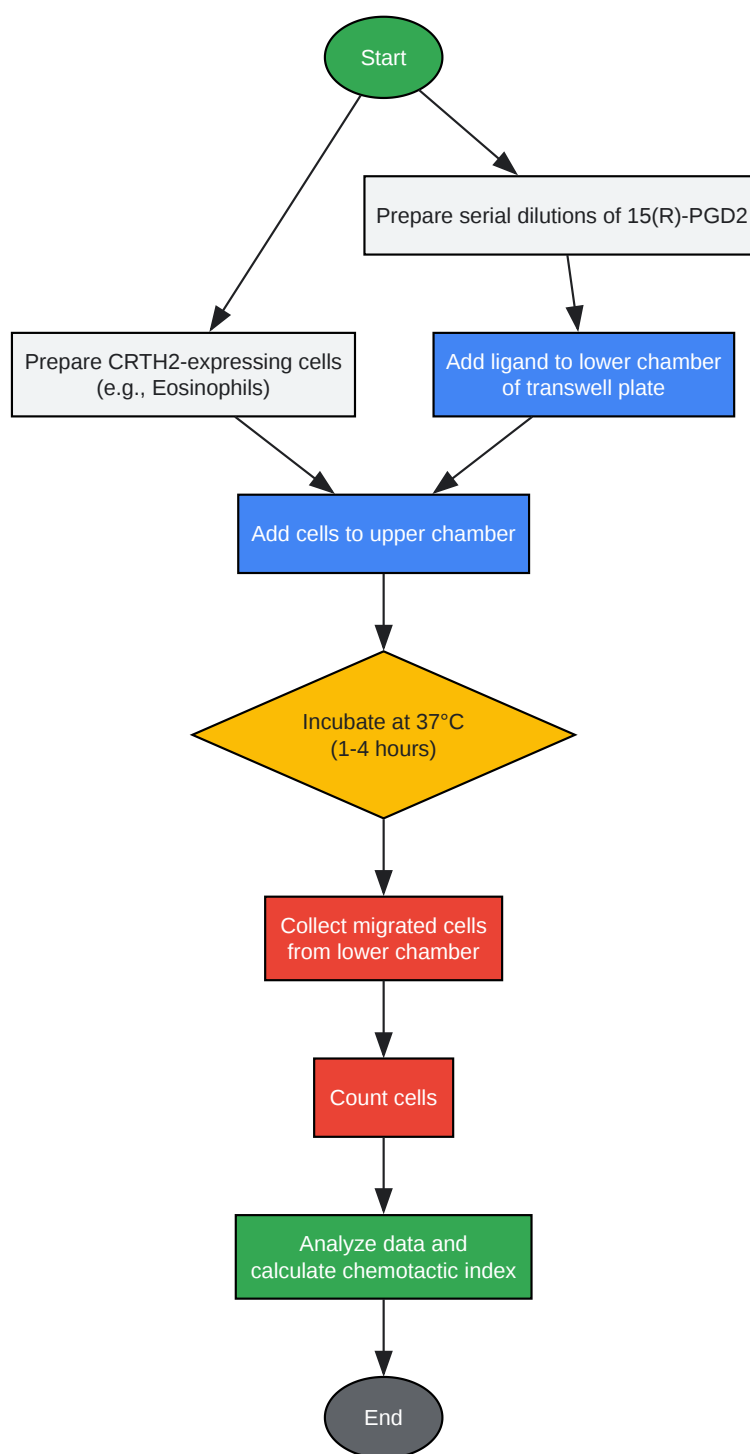 Start
Prepare serial dilutions of 15(R)-PGD2
Prepare CRTH2-expressing cells
(e.g., Eosinophils)
Add ligand to lower chamber
of transwell plate
Add cells to upper chamber
Incubate at 37°C
(1-4 hours)
Collect migrated cells
from lower chamber
Count cells
Analyze data and
calculate chemotactic index
End